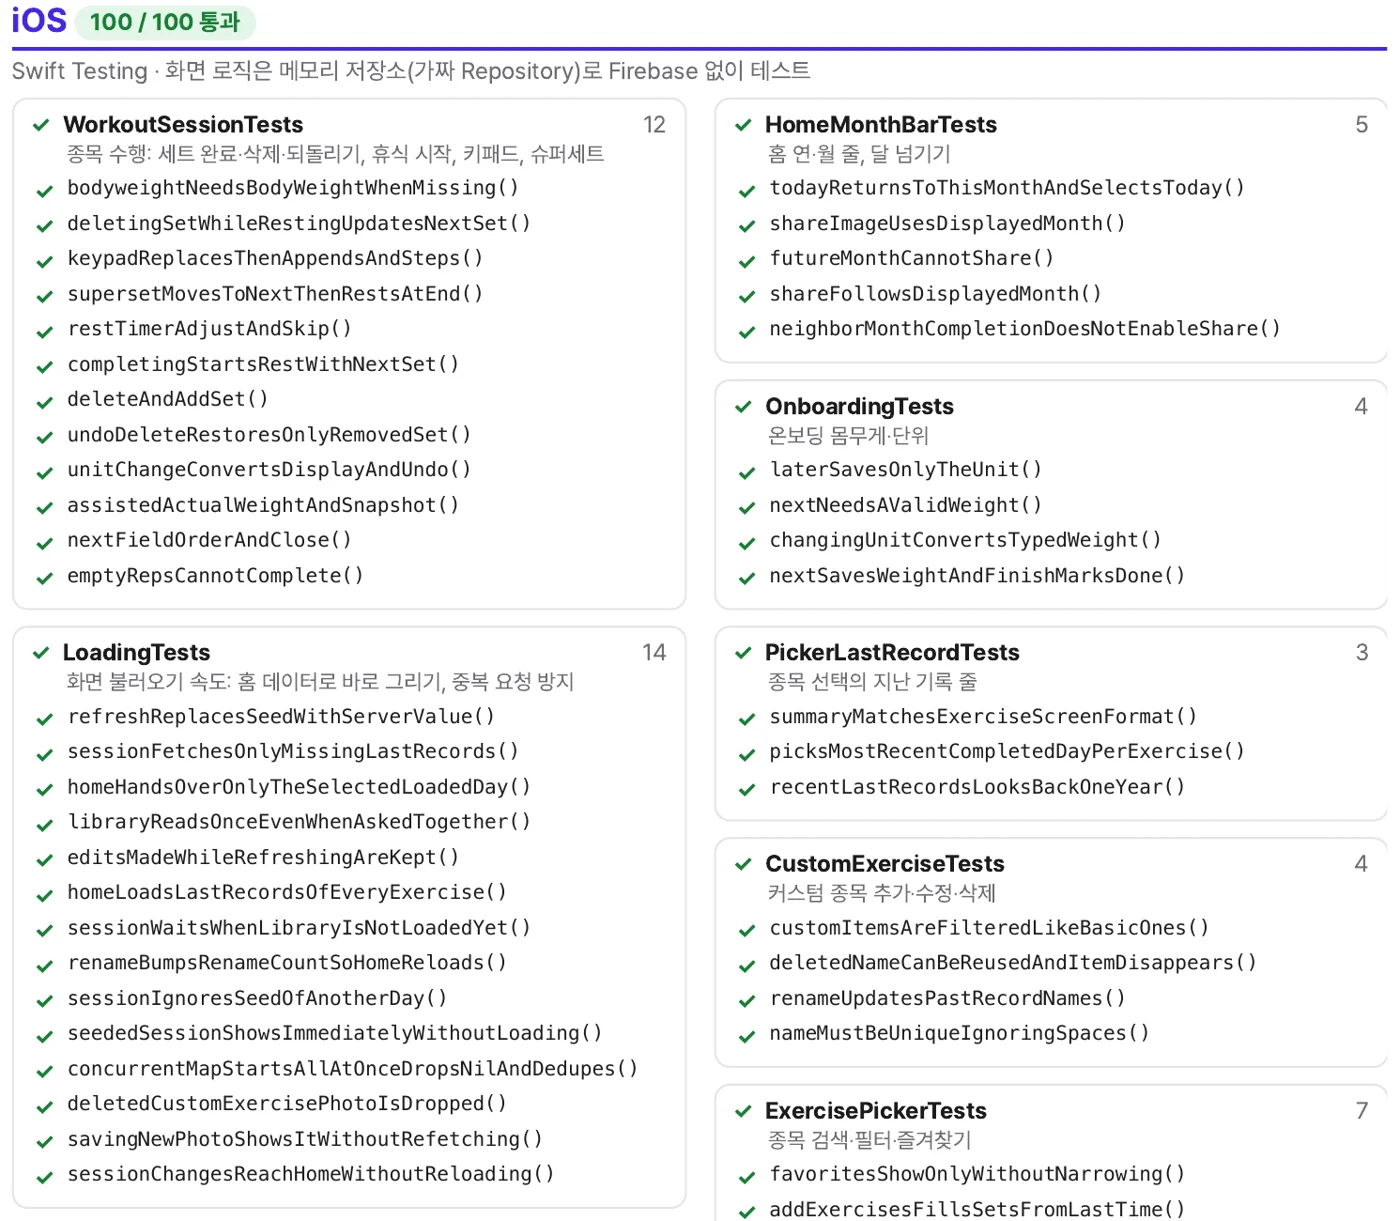 iOS 100 / 100 통과
Swift Testing · 화면 로직은 메모리 저장소(가짜 Repository)로 Firebase 없이 테스트
WorkoutSessionTests 12
종목 수행: 세트 완료·삭제·되돌리기, 휴식 시작, 키패드, 슈퍼세트
bodyweightNeedsBodyWeightWhenMissing()
deletingSetWhileRestingUpdatesNextSet()
keypadReplacesThenAppendsAndSteps()
supersetMovesToNextThenRestsAtEnd()
restTimerAdjustAndSkip()
completingStartsRestWithNextSet()
deleteAndAddSet()
undoDeleteRestoresOnlyRemovedSet()
unitChangeConvertsDisplayAndUndo()
assistedActualWeightAndSnapshot()
nextFieldOrderAndClose()
emptyRepsCannotComplete()
LoadingTests 14
화면 불러오기 속도: 홈 데이터로 바로 그리기, 중복 요청 방지
refreshReplacesSeedWithServerValue()
sessionFetchesOnlyMissingLastRecords()
homeHandsOverOnlyTheSelectedLoadedDay()
libraryReadsOnceEvenWhenAskedTogether()
editsMadeWhileRefreshingAreKept()
homeLoadsLastRecordsOfEveryExercise()
sessionWaitsWhenLibraryIsNotLoadedYet()
renameBumpsRenameCountSoHomeReloads()
sessionIgnoresSeedOfAnotherDay()
seededSessionShowsImmediatelyWithoutLoading()
concurrentMapStartsAllAtOnceDropsNilAndDedupes()
deletedCustomExercisePhotoIsDropped()
savingNewPhotoShowsItWithoutRefetching()
sessionChangesReachHomeWithoutReloading()
HomeMonthBarTests 5
홈 연·월 줄, 달 넘기기
todayReturnsToThisMonthAndSelectsToday()
shareImageUsesDisplayedMonth()
futureMonthCannotShare()
shareFollowsDisplayedMonth()
neighborMonthCompletionDoesNotEnableShare()
OnboardingTests 4
온보딩 몸무게·단위
laterSavesOnlyTheUnit()
nextNeedsAValidWeight()
changingUnitConvertsTypedWeight()
nextSavesWeightAndFinishMarksDone()
PickerLastRecordTests 3
종목 선택의 지난 기록 줄
summaryMatchesExerciseScreenFormat()
picksMostRecentCompletedDayPerExercise()
recentLastRecordsLooksBackOneYear()
CustomExerciseTests 4
커스텀 종목 추가·수정·삭제
customItemsAreFilteredLikeBasicOnes()
deletedNameCanBeReusedAndItemDisappears()
renameUpdatesPastRecordNames()
nameMustBeUniqueIgnoringSpaces()
ExercisePickerTests 7
종목 검색·필터·즐겨찾기
favoritesShowOnlyWithoutNarrowing()
addExercisesFillsSetsFromLastTime()